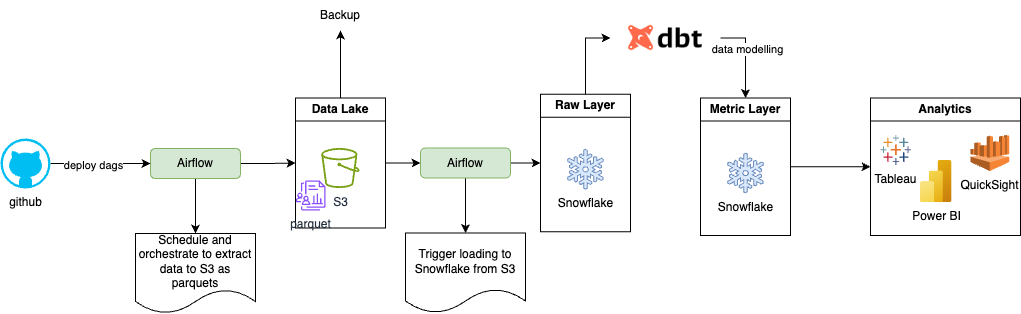 Backup
dbt
data modelling
Data Lake
Raw Layer
Metric Layer
Analytics
deploy dags
Airflow
Airflow
github
S3
parquet
Snowflake
Snowflake
Tableau
QuickSight
Power BI
Schedule and
orchestrate to extract
data to S3 as
parquets
Trigger loading to
Snowflake from S3